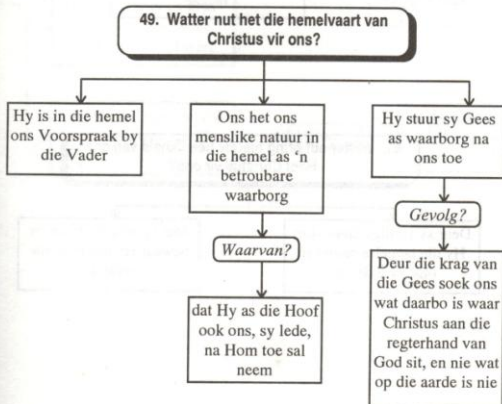 49. Watter nut het die hemelvaart van
Christus vir ons?
Hy is in die hemel
ons Voorspraak by
die Vader
Ons het ons
menslike natuur in
die hemel as ‘n
betroubare
waarborg
Waarvan?
dat Hy as die Hoof
ook ons, sy lede,
na Hom toe sal
neem
Hy stuur sy Gees
as waarborg na
ons toe
Gevolg?
Deur die krag van
die Gees soek ons
wat daarbo is waar
Christus aan die
regterhand van
God sit, en nie wat
op die aarde is nie